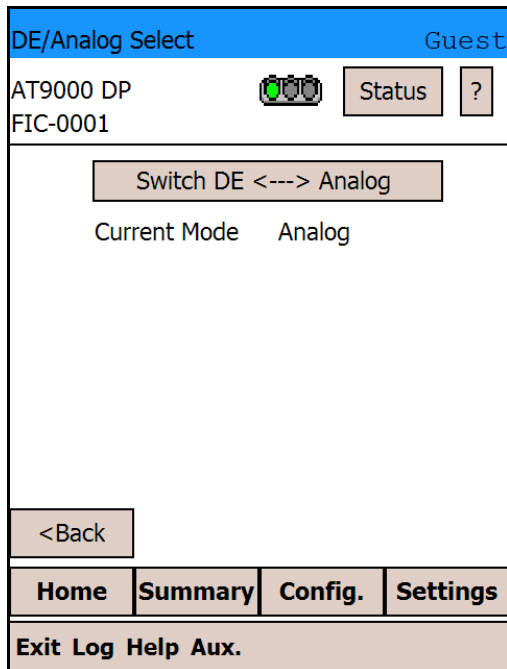 DE/Analog Select Guest
AT9000 DP Status ?
FIC-0001
Switch DE <---> Analog
Current Mode Analog
<Back
Home Summary Config. Settings
Exit Log Help Aux.